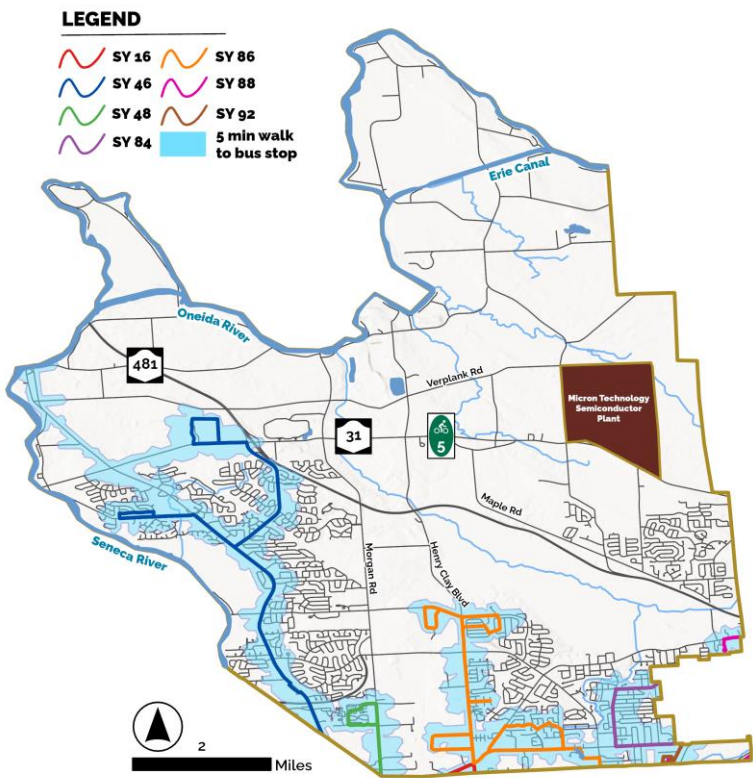 LEGEND
SY 16
SY 86
SY 46
SY 88
SY 48
SY 92
SY 84
5 min walk
to bus stop
Erie Canal
Oneida River
481
Verplank Rd
Micron Technology
Semiconductor
Plant
31
5
Maple Rd
Seneca River
Morgan Rd
Henry Clay Blvd
2
Miles